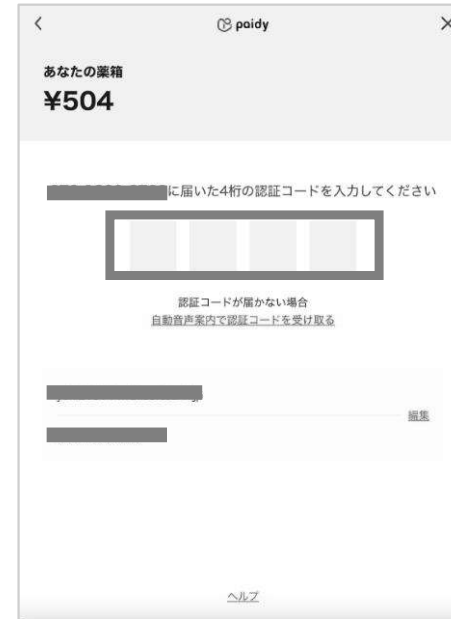 paidy
あなたの薬箱
¥504
に届いた4桁の認証コードを入力してください
認証コードが届かない場合
自動音声案内で認証コードを受け取る
編集
ヘルプ